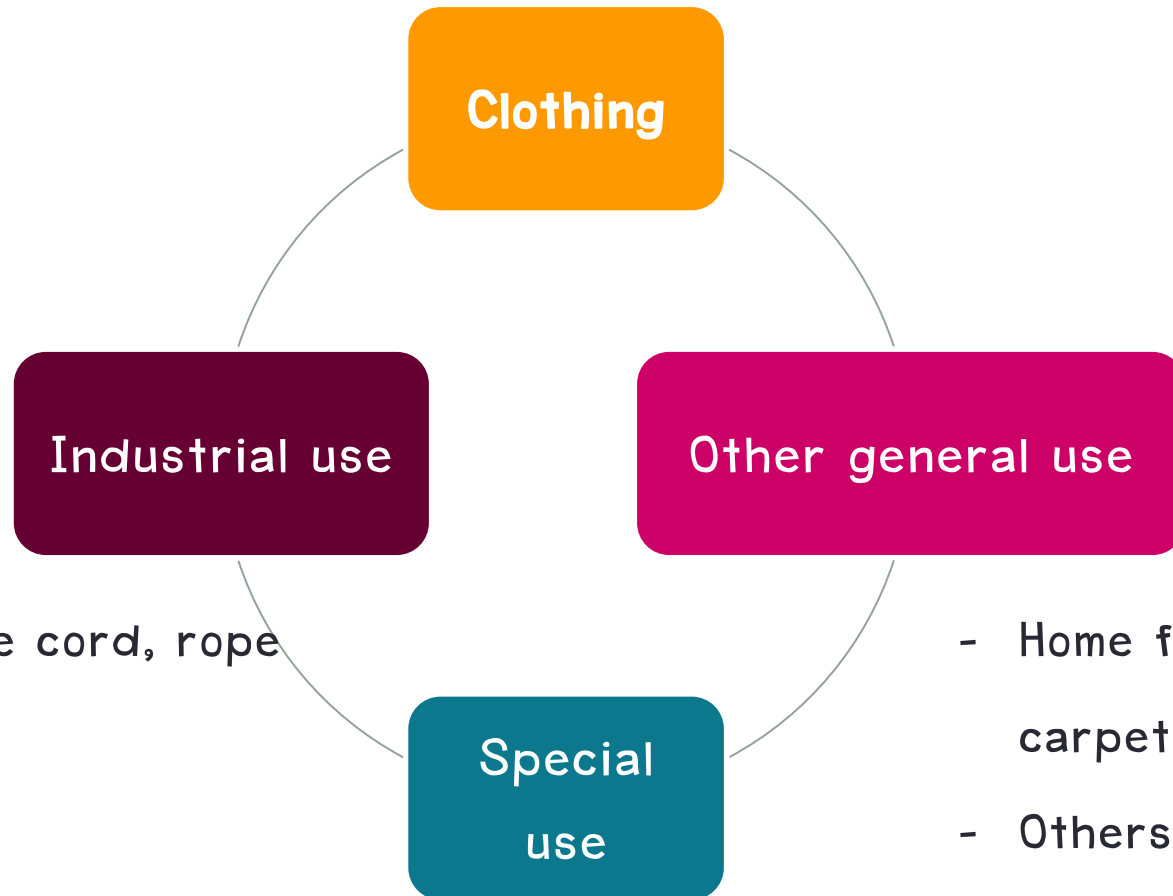 Clothing
Industrial use
Other general use
cord, rope
- Home
carpet
- Others
Special
use